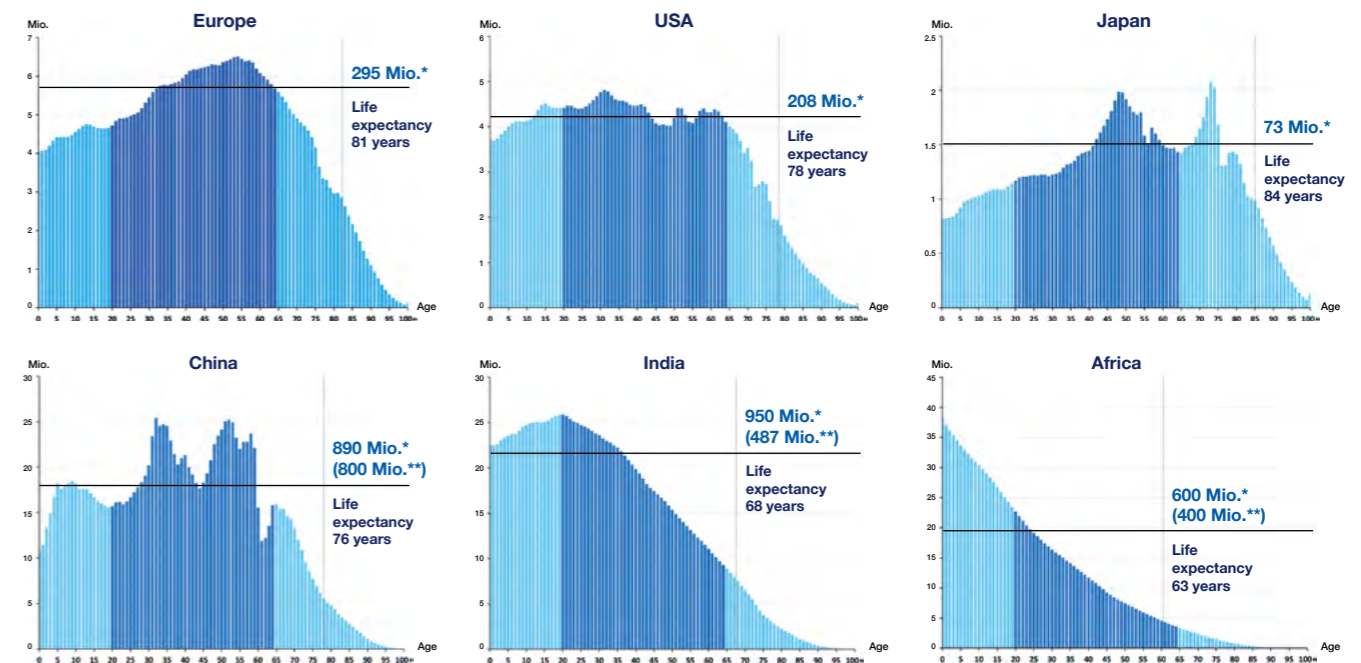 Europe
Mio.
7
6
5
4
3
2
1
0
295 Mio.*
Life
expectancy
81 years
Age
0 5 10 15 20 25 30 35 40 45 50 55 60 65 70 75 80 85 90 95 100+
USA
Mio.
6
5
4
3
2
1
0
208 Mio.*
Life
expectancy
78 years
Age
0 5 10 15 20 25 30 35 40 45 50 55 60 65 70 75 80 85 90 95 100+
Japan
Mio.
2.5
2
1.5
1
0.5
0
73 Mio.*
Life
expectancy
84 years
Age
0 5 10 15 20 25 30 35 40 45 50 55 60 65 70 75 80 85 90 95 100+
China
Mio.
30
25
20
15
10
5
0
890 Mio.*
(800 Mio.**)
Life
expectancy
76 years
Age
0 5 10 15 20 25 30 35 40 45 50 55 60 65 70 75 80 85 90 95 100+
India
Mio.
30
25
20
15
10
5
0
950 Mio.*
(487 Mio.**)
Life
expectancy
68 years
Age
0 5 10 15 20 25 30 35 40 45 50 55 60 65 70 75 80 85 90 95 100+
Africa
Mio.
45
40
35
30
25
20
15
10
5
0
600 Mio.*
(400 Mio.**)
Life
expectancy
63 years
Age
0 5 10 15 20 25 30 35 40 45 50 55 60 65 70 75 80 85 90 95 100+